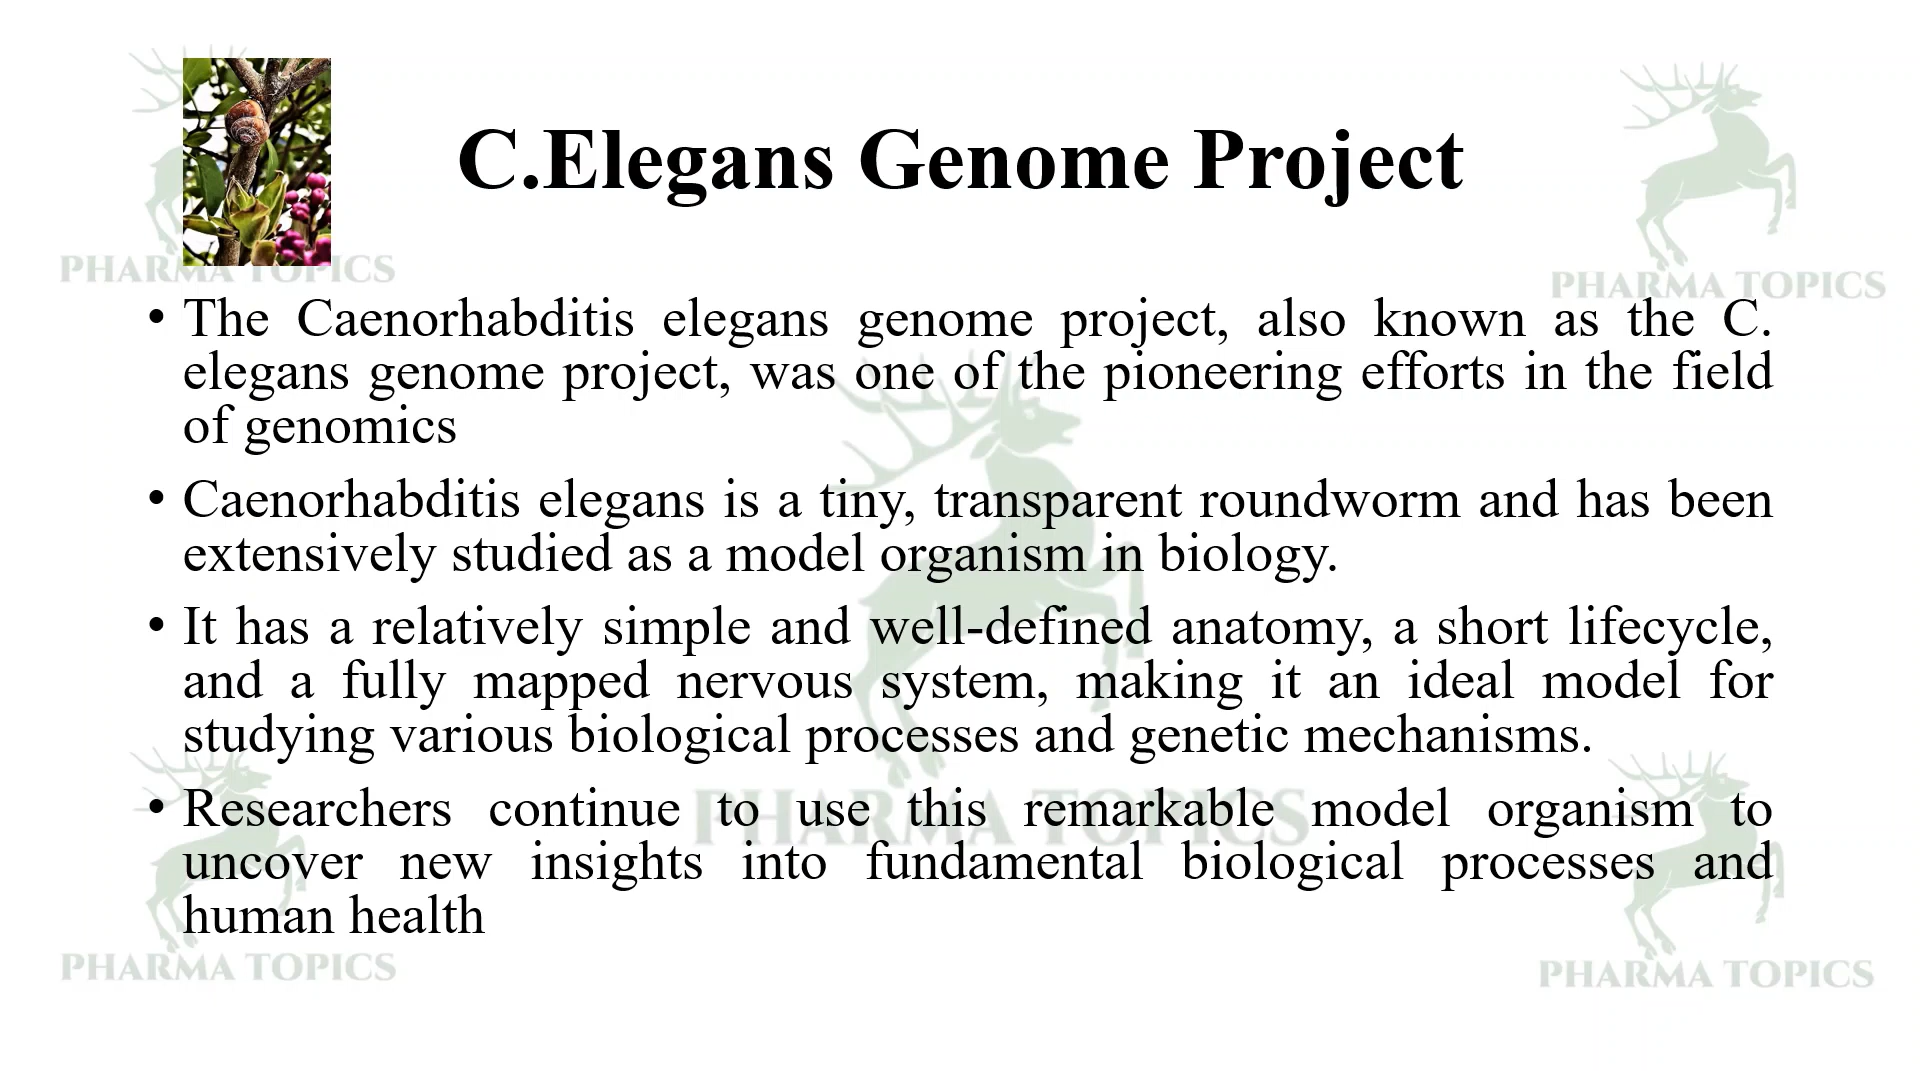 C.Elegans Genome Project
PHARMA TOPICS
PHARMA TOPICS
• The Caenorhabditis elegans genome project, also known as the C.
elegans genome project, was one of the pioneering efforts in the field
of genomics
• Caenorhabditis elegans is a tiny, transparent roundworm and has been
extensively studied as a model organism in biology.
• It has a relatively simple and well-defined anatomy, a short lifecycle,
and a fully mapped nervous system, making it an ideal model for
studying various biological processes and genetic mechanisms.
• Researchers continue to use this remarkable model organism to
PHARMA TOPICS
uncover new insights into fundamental biological processes and
human health
PHARMA TOPICS
PHARMA TOPICS